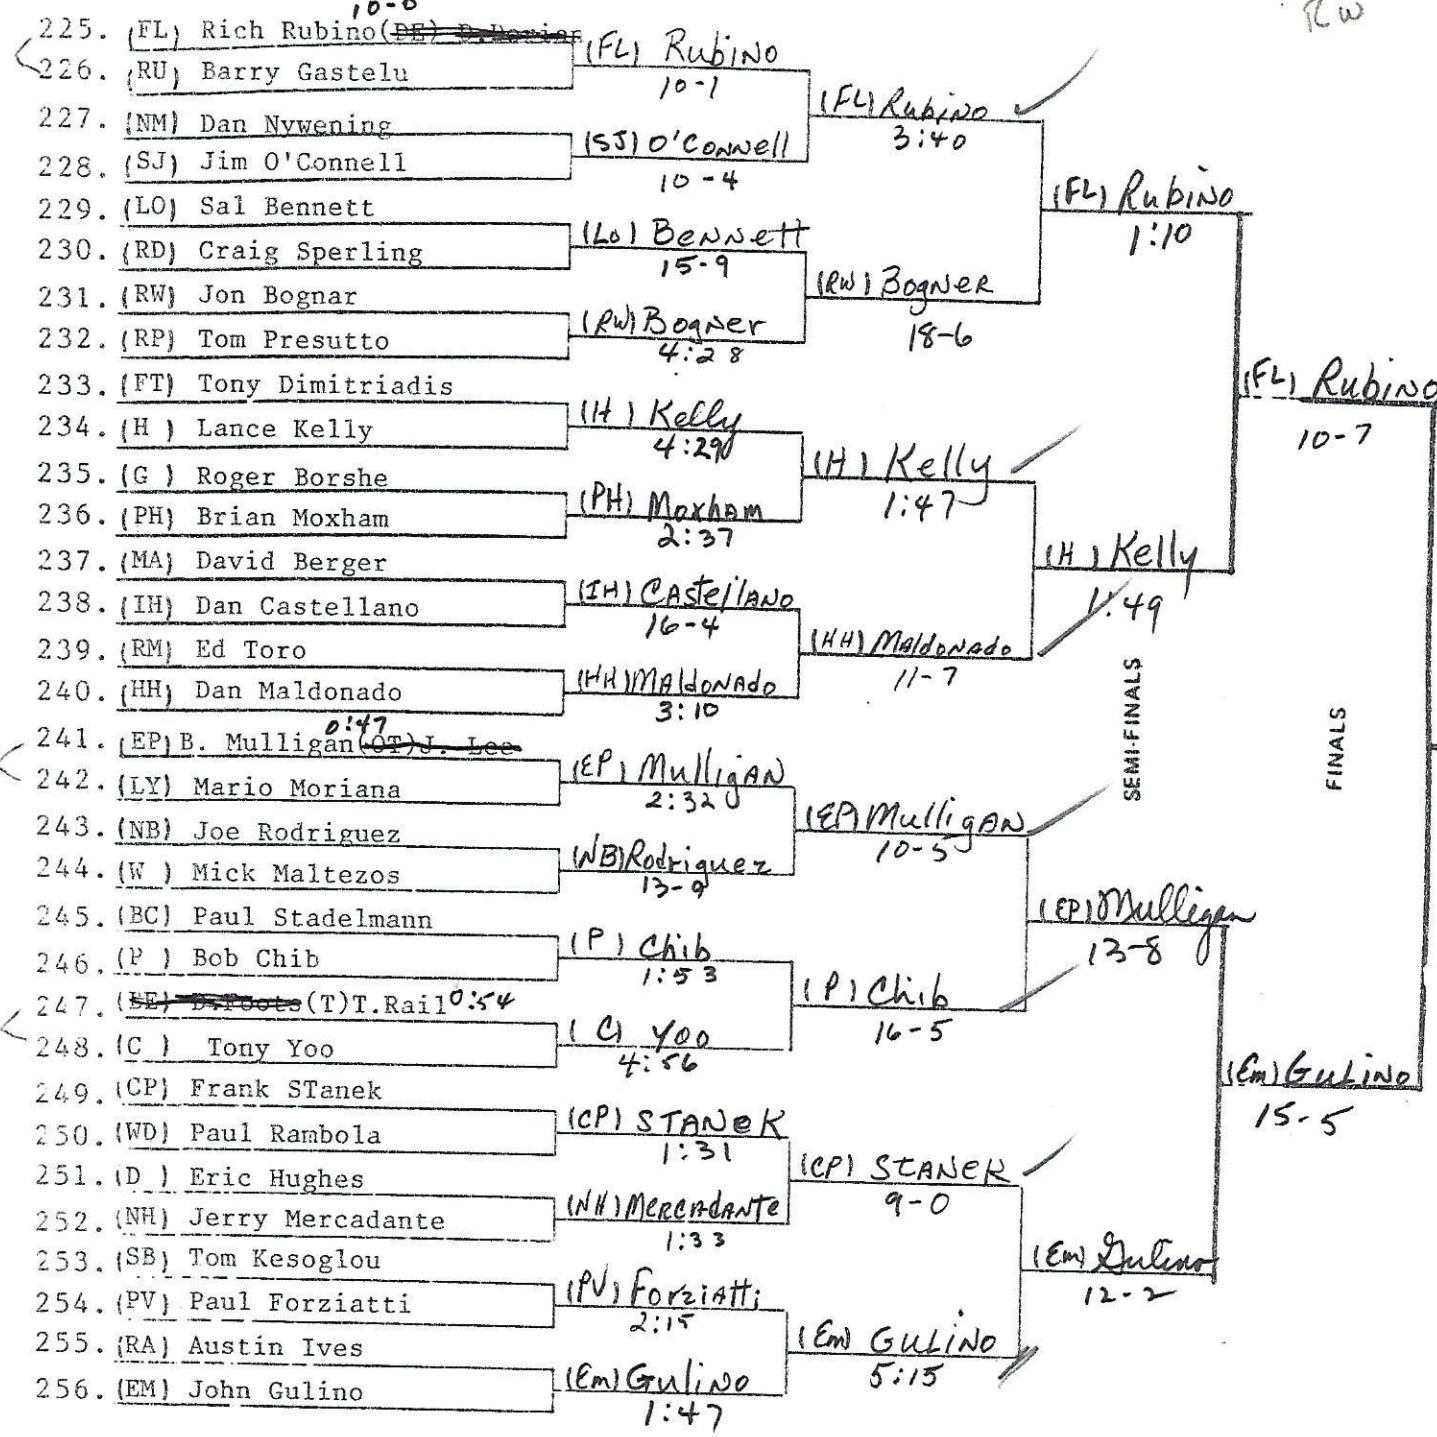 10-0
RW
225. (FL) Rich Rubino (DE)
226. (RU) Barry Gastelu
227. (NM) Dan Nywening
228. (SJ) Jim O'Connell
229. (LO) Sal Bennett
230. (RD) Craig Sperling
231. (RW) Jon Bognar
232. (RP) Tom Presutto
233. (FT) Tony Dimitriadis
234. (H ) Lance Kelly
235. (G ) Roger Borshe
236. (PH) Brian Moxham
237. (MA) David Berger
238. (IH) Dan Castellano
239. (RM) Ed Toro
240. (HH) Dan Maldonado
0:47
241. (EP) B. Mulligan (OT) J. Lee
242. (LY) Mario Moriana
243. (NB) Joe Rodriguez
244. (W ) Mick Maltezos
245. (BC) Paul Stadelmann
246. (P ) Bob Chib
247. (BE) D.Foots (T)T.Rail 0:54
248. (C ) Tony Yoo
249. (CP) Frank STanek
250. (WD) Paul Rambola
251. (D ) Eric Hughes
252. (NH) Jerry Mercadante
253. (SB) Tom Kesoglou
254. (PV) Paul Forziatti
255. (RA) Austin Ives
256. (EM) John Gulino
(FL) Rubino
10-1
(SJ) O'Connell
10-4
(Lo) Bennett
15-9
(RW) Bogner
4:28
(H ) Kelly
4:29
(PH) Moxham
2:37
(IH) Castellano
16-4
(HH) Maldonado
3:10
(EP) Mulligan
2:32
(NB) Rodriguez
13-9
(P ) Chib
1:53
( C) Yoo
4:56
(CP) STANEK
1:31
(NH) Mercadante
1:33
(PV) Forziatti
2:15
(Em) Gulino
1:47
(FL) Rubino
3:40
(RW) Bogner
18-6
(H) Kelly
1:47
(HH) Maldonado
11-7
(EP) Mulligan
10-5
(P) Chib
16-5
(CP) STANEK
9-0
(Em) GULINO
5:15
(FL) Rubino
1:10
(H ) Kelly
1:49
(EP) Mulligan
13-8
(Em) Gulino
12-2
SEMI-FINALS
(FL) Rubino
10-7
(Em) Gulino
15-5
FINALS